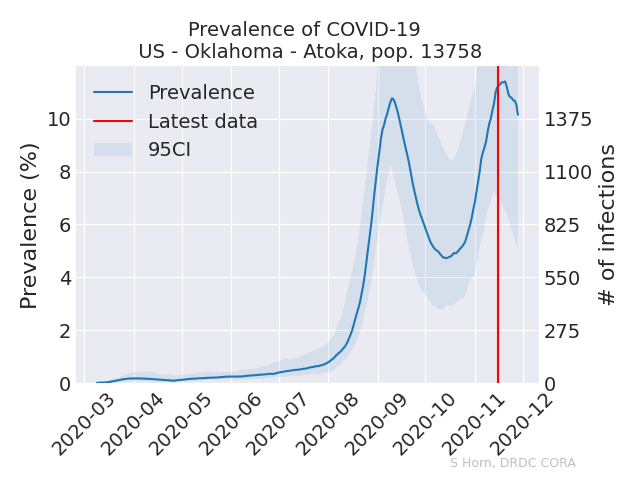 Prevalence of COVID-19
US - Oklahoma - Atoka, pop. 13758
Prevalence
Latest data
95CI
Prevalence (%)
10
8
6
4
2
0
1375
1100
825
550
275
0
# of infections
2020-03
2020-04
2020-05
2020-06
2020-07
2020-08
2020-09
2020-10
2020-11
2020-12
S Horn, DRDC CORA